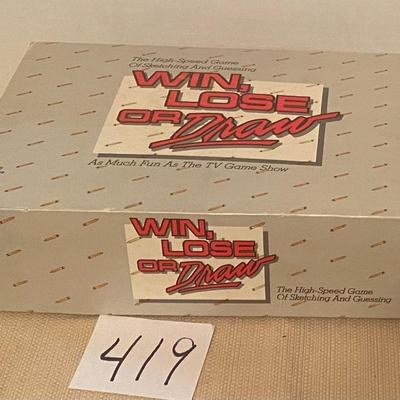 The High-Speed Game
Of Sketching And Guessing
WIN,
LOSE
OR Draw
As Much Fun As The TV Game Show
WIN,
LOSE
OR Draw
The High-Speed Game
Of Sketching And Guessing
419